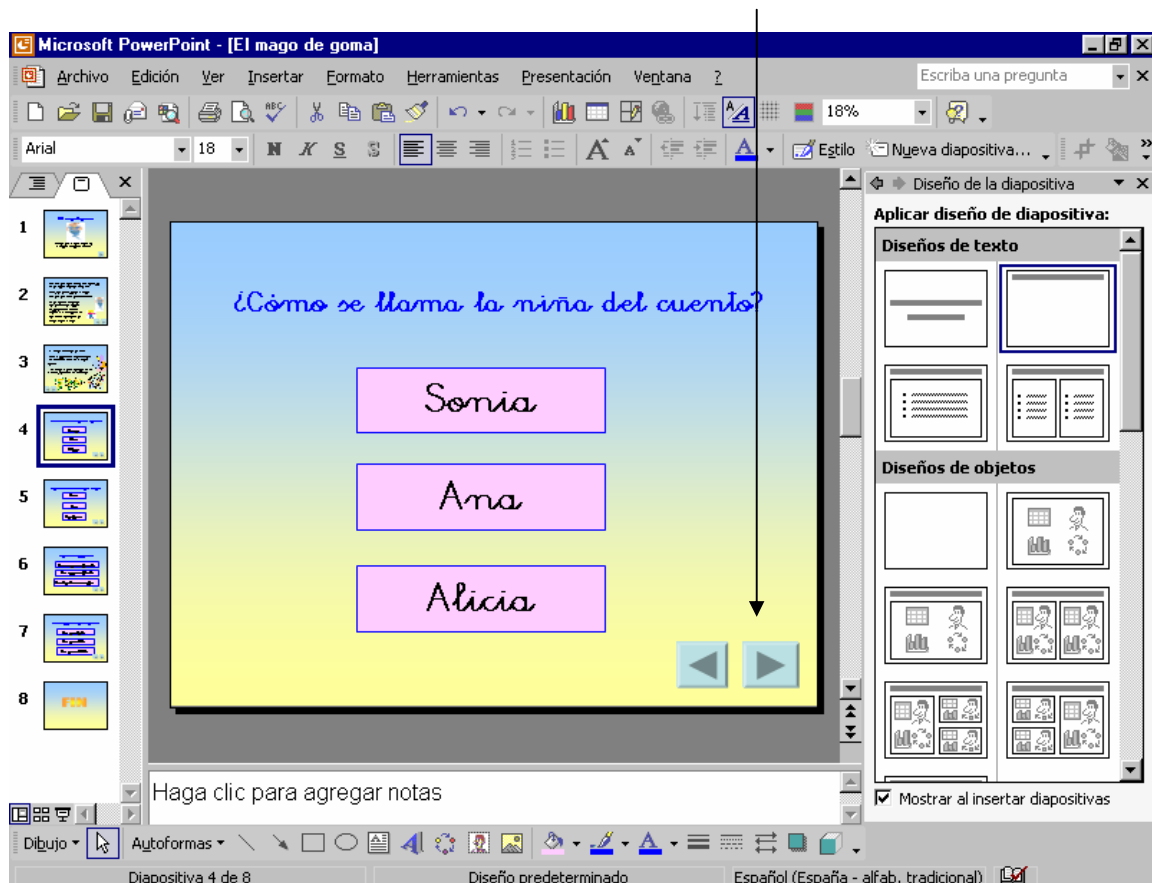 Microsoft PowerPoint - [El mago de goma]
Archivo Edición Ver Insertar Formato Herramientas Presentación Ventana ? Escriba una pregunta
18%
Arial 18 N K S S Estilo Nueva diapositiva...
Diseño de la diapositiva
Aplicar diseño de diapositiva:
Diseños de texto
1
2
3
4
5
6
7
8
FIN
¿Cómo se llama la niña del cuento?
Sonia
Ana
Alicia
Diseños de objetos
Haga clic para agregar notas
Mostrar al insertar diapositivas
Dibujo Autoformas
Diapositiva 4 de 8 Diseño predeterminado Español (España - alfab. tradicional)